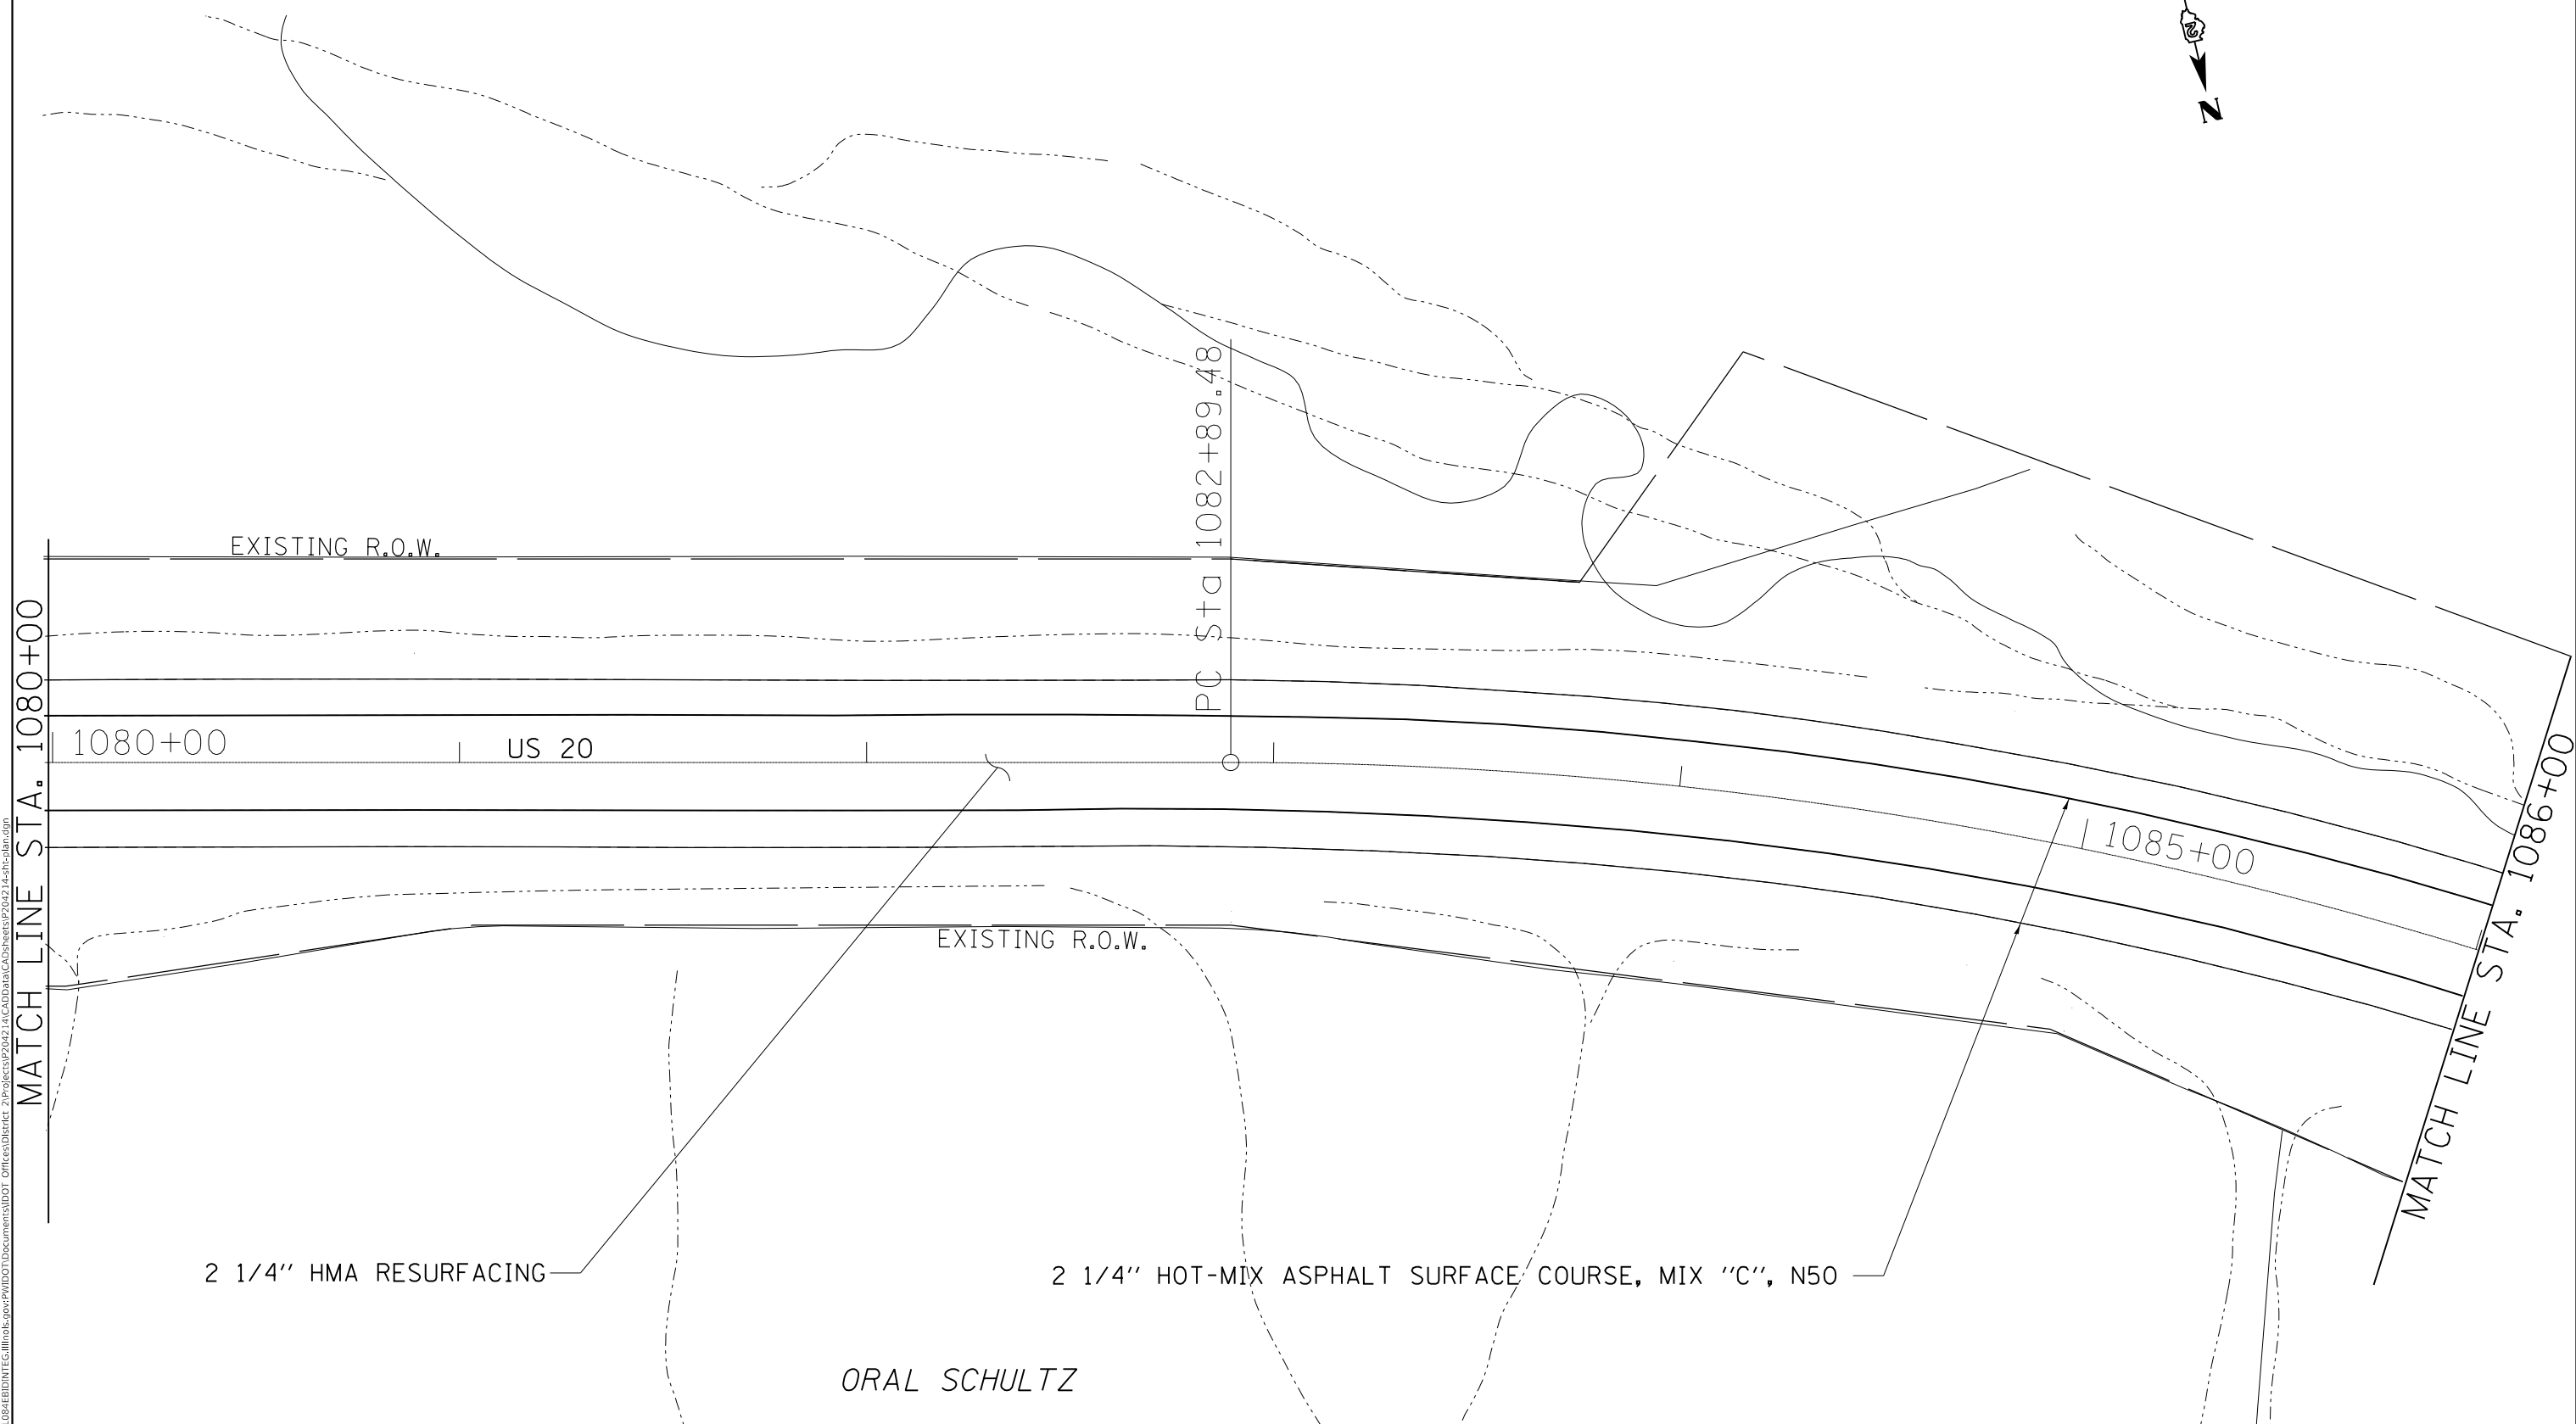 N
PC Sta 1082+89.48
EXISTING R.O.W.
MATCH LINE STA. 1080+00
1080+00
US 20
1085+00
MATCH LINE STA. 1086+00
EXISTING R.O.W.
2 1/4" HMA RESURFACING
2 1/4" HOT-MIX ASPHALT SURFACE COURSE, MIX "C", N50
ORAL SCHULTZ